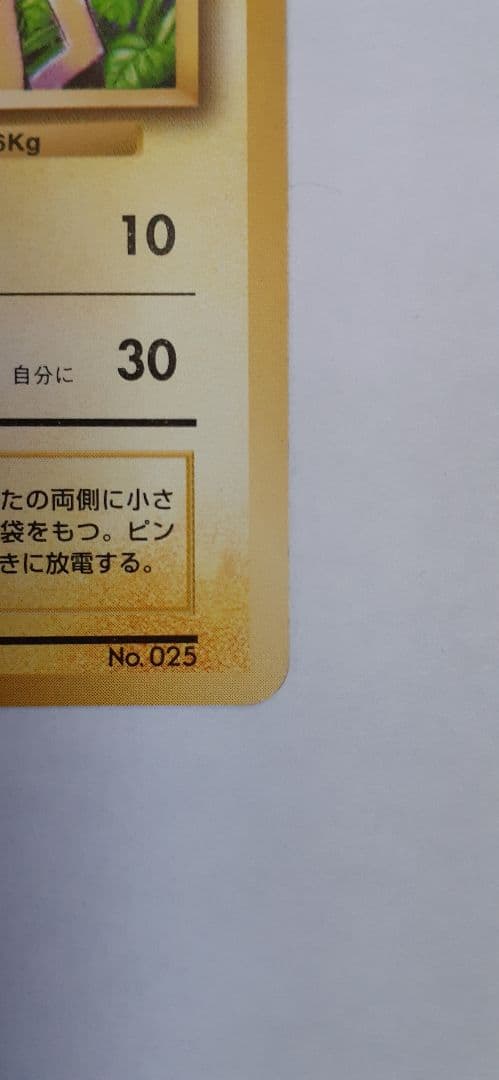 6Kg
10
自分に 30
たの両側に小さ
袋をもつ。ピン
きに放電する。
No. 025